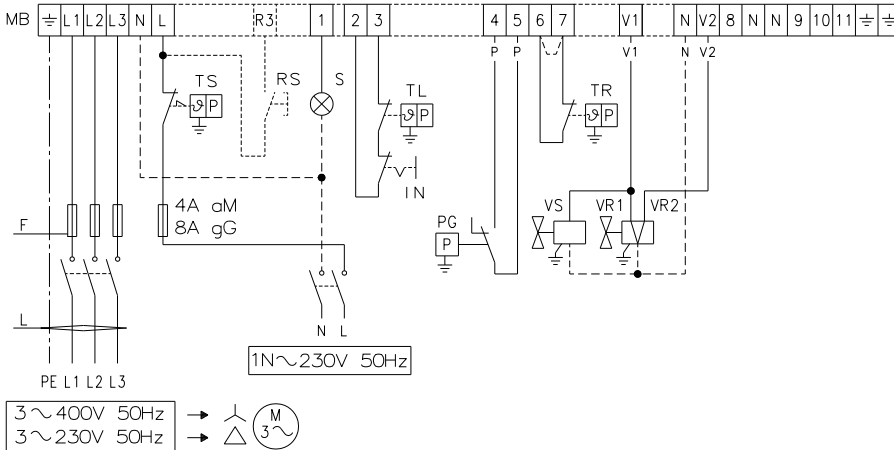 MB ⏚ L1 L2 L3 N L R3 1 2 3 4 5 6 7 V1 N V2 8 N N 9 10 11 ⏚ ⏚
P P V1 N V2
TS RS S TL TR
ϑ P ϑ P ϑ P
IN
4A aM
8A gG
F
VS VR1 VR2
PG
P
L
N L
1N~230V 50Hz
PE L1 L2 L3
3~400V 50Hz
3~230V 50Hz
M
3~